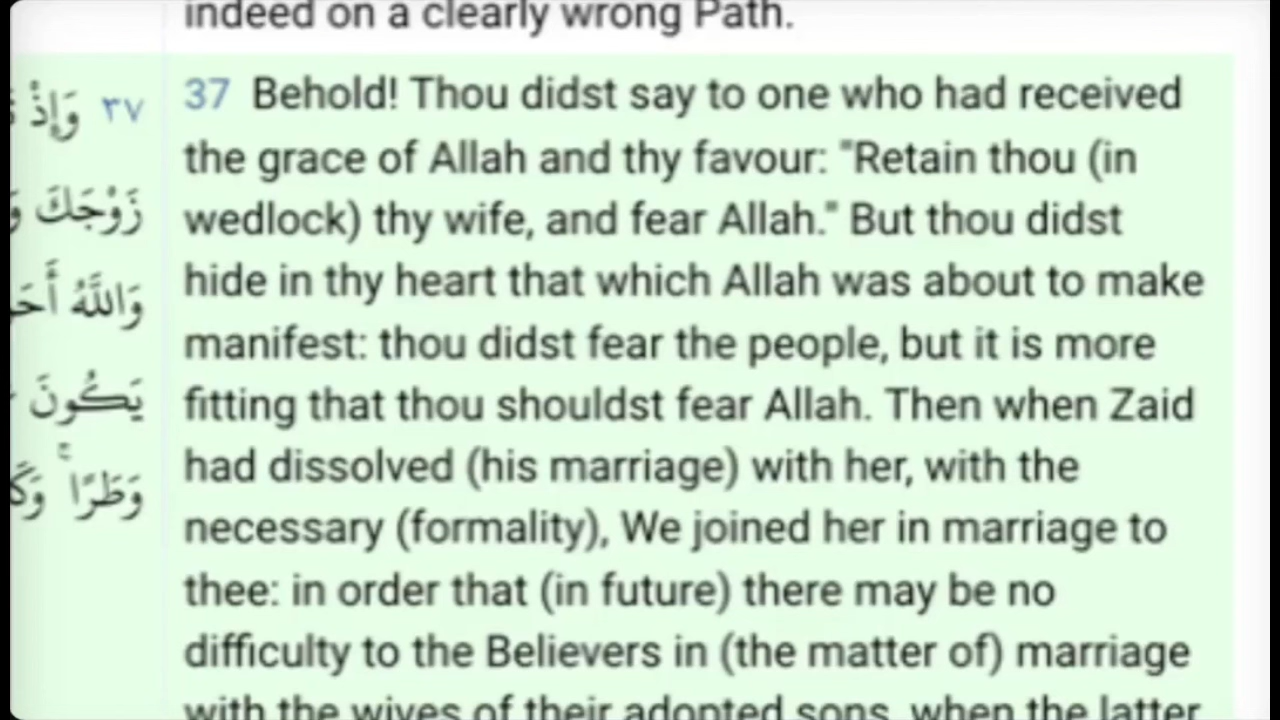 indeed on a clearly wrong Path.
٣٧ وَإِذْ
زَوْجَكَ
وَاللَّهُ
يَكُونَ
وَطَرًا ۚ
37 Behold! Thou didst say to one who had received
the grace of Allah and thy favour: "Retain thou (in
wedlock) thy wife, and fear Allah." But thou didst
hide in thy heart that which Allah was about to make
manifest: thou didst fear the people, but it is more
fitting that thou shouldst fear Allah. Then when Zaid
had dissolved (his marriage) with her, with the
necessary (formality), We joined her in marriage to
thee: in order that (in future) there may be no
difficulty to the Believers in (the matter of) marriage
with the wives of their adopted sons, when the latter